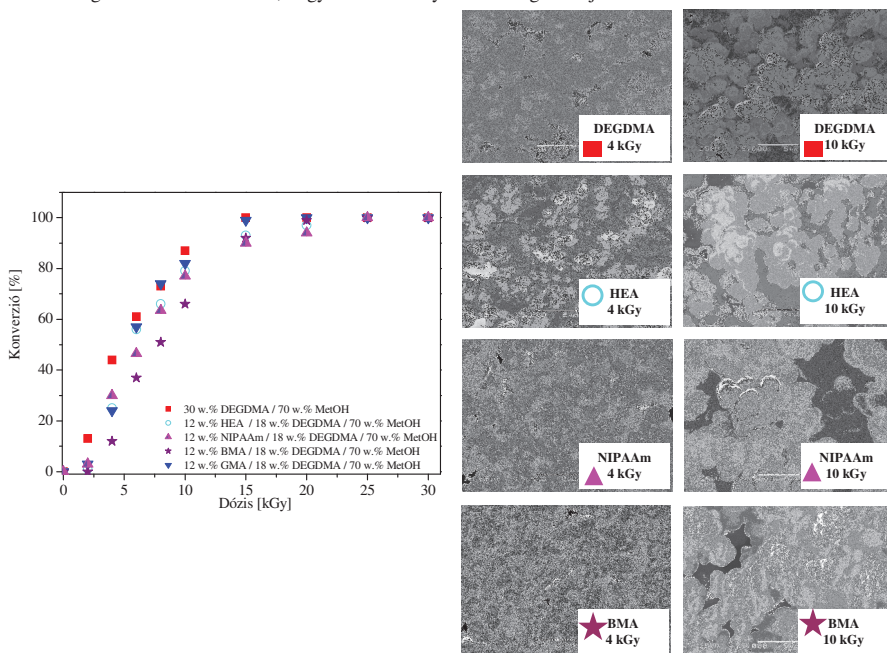 DEGDMA
4 kGy
DEGDMA
10 kGy
HEA
4 kGy
HEA
10 kGy
NIPAAm
4 kGy
NIPAAm
10 kGy
BMA
4 kGy
BMA
10 kGy
Konverzió [%]
100
80
60
40
20
0
30 w.% DEGDMA / 70 w.% MetOH
12 w.% HEA / 18 w.% DEGDMA / 70 w.% MetOH
12 w.% NIPAAm / 18 w.% DEGDMA / 70 w.% MetOH
12 w.% BMA / 18 w.% DEGDMA / 70 w.% MetOH
12 w.% GMA / 18 w.% DEGDMA / 70 w.% MetOH
0 5 10 15 20 25 30
Dózis [kGy]